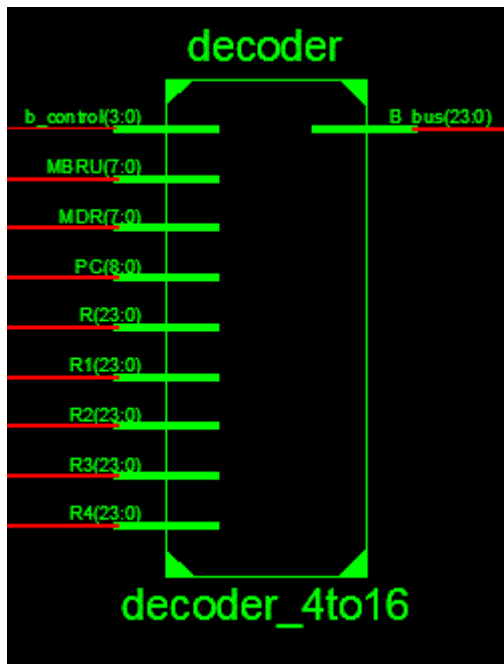 decoder
b_control(3:0)
B_bus(23:0)
MBRU(7:0)
MDR(7:0)
PC(8:0)
R(23:0)
R1(23:0)
R2(23:0)
R3(23:0)
R4(23:0)
decoder_4to16